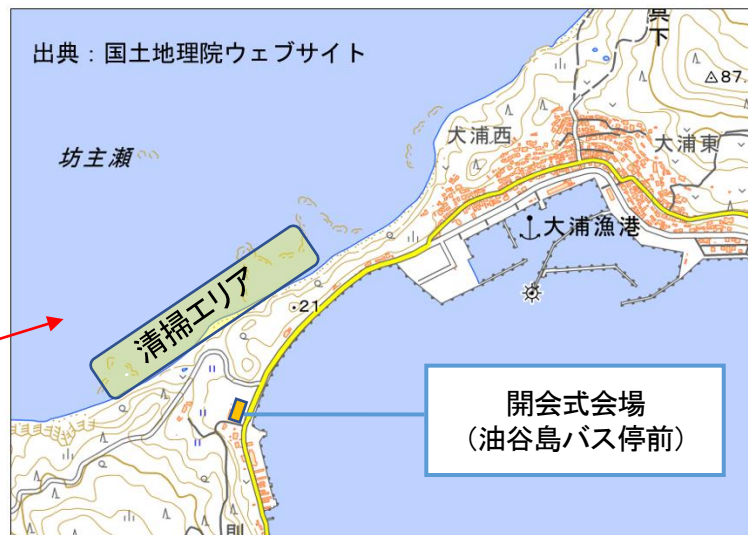 出典：国土地理院ウェブサイト
坊主瀬
大浦西
大浦東
87.
大浦漁港
清掃エリア
21
開会式会場
（油谷島バス停前）